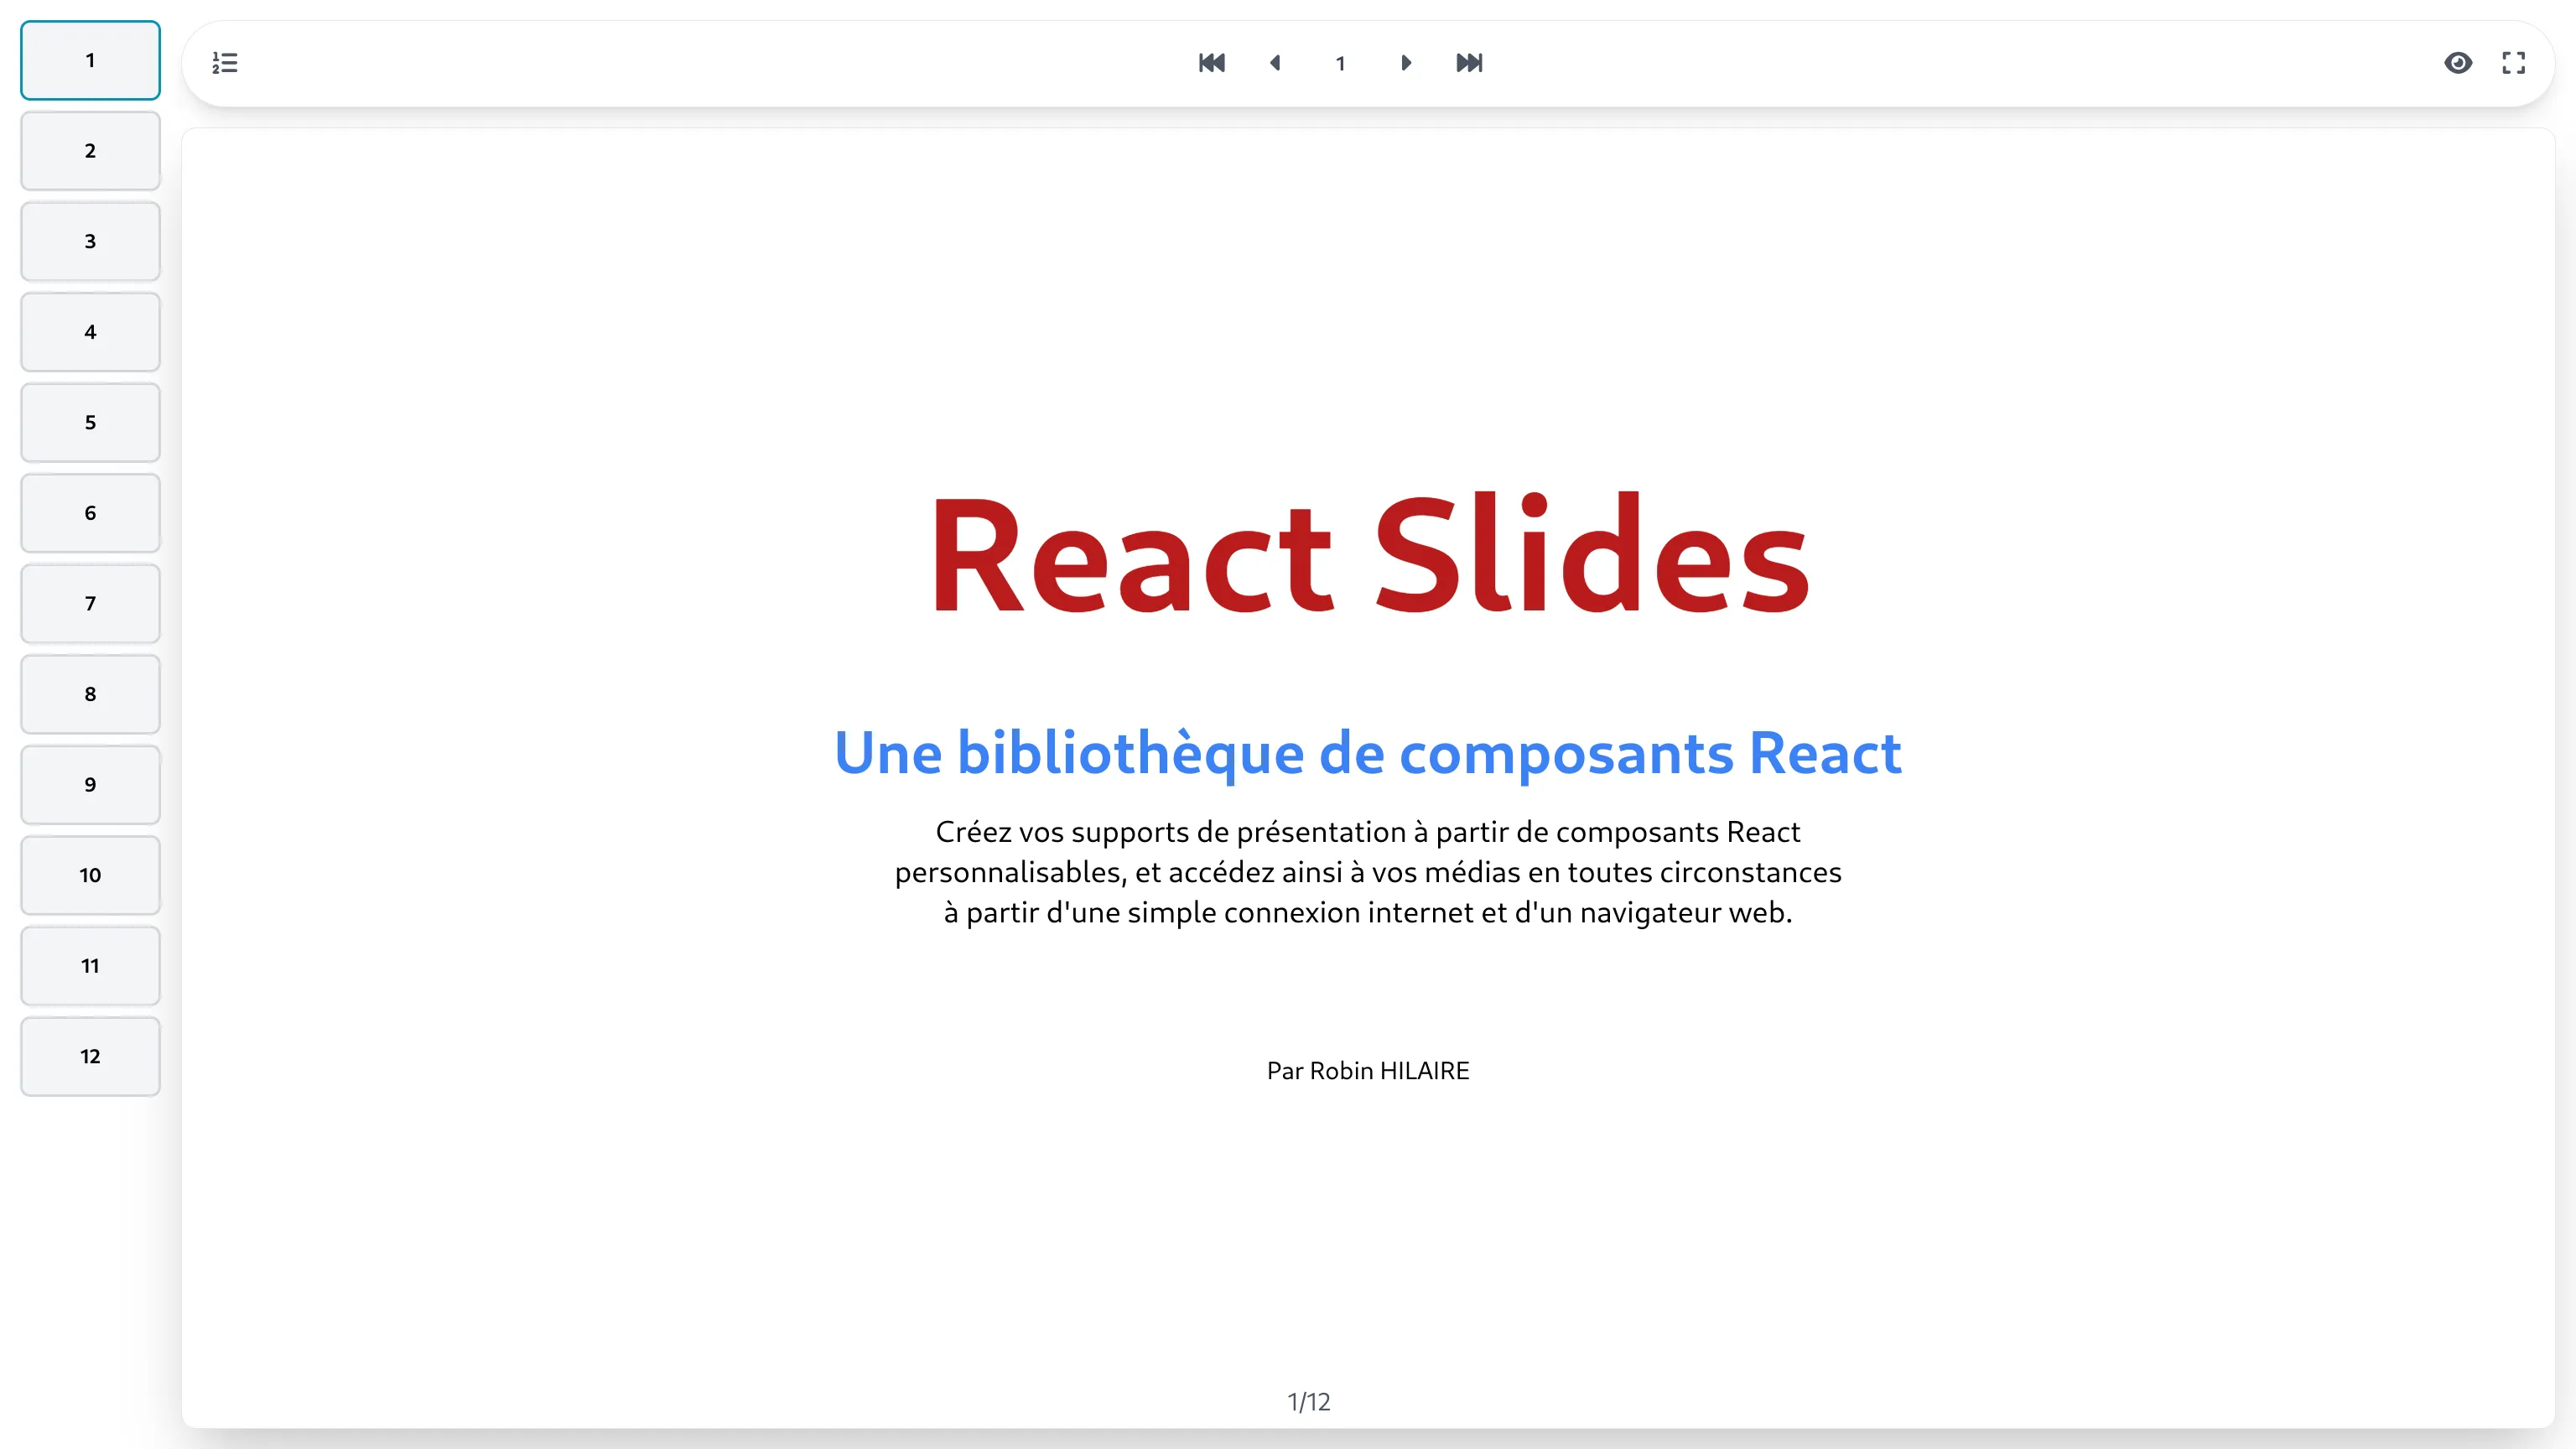 1
2
3
4
5
6
7
8
9
10
11
12
1
React Slides
Une bibliothèque de composants React
Créez vos supports de présentation à partir de composants React
personnalisables, et accédez ainsi à vos médias en toutes circonstances
à partir d'une simple connexion internet et d'un navigateur web.
Par Robin HILAIRE
1/12